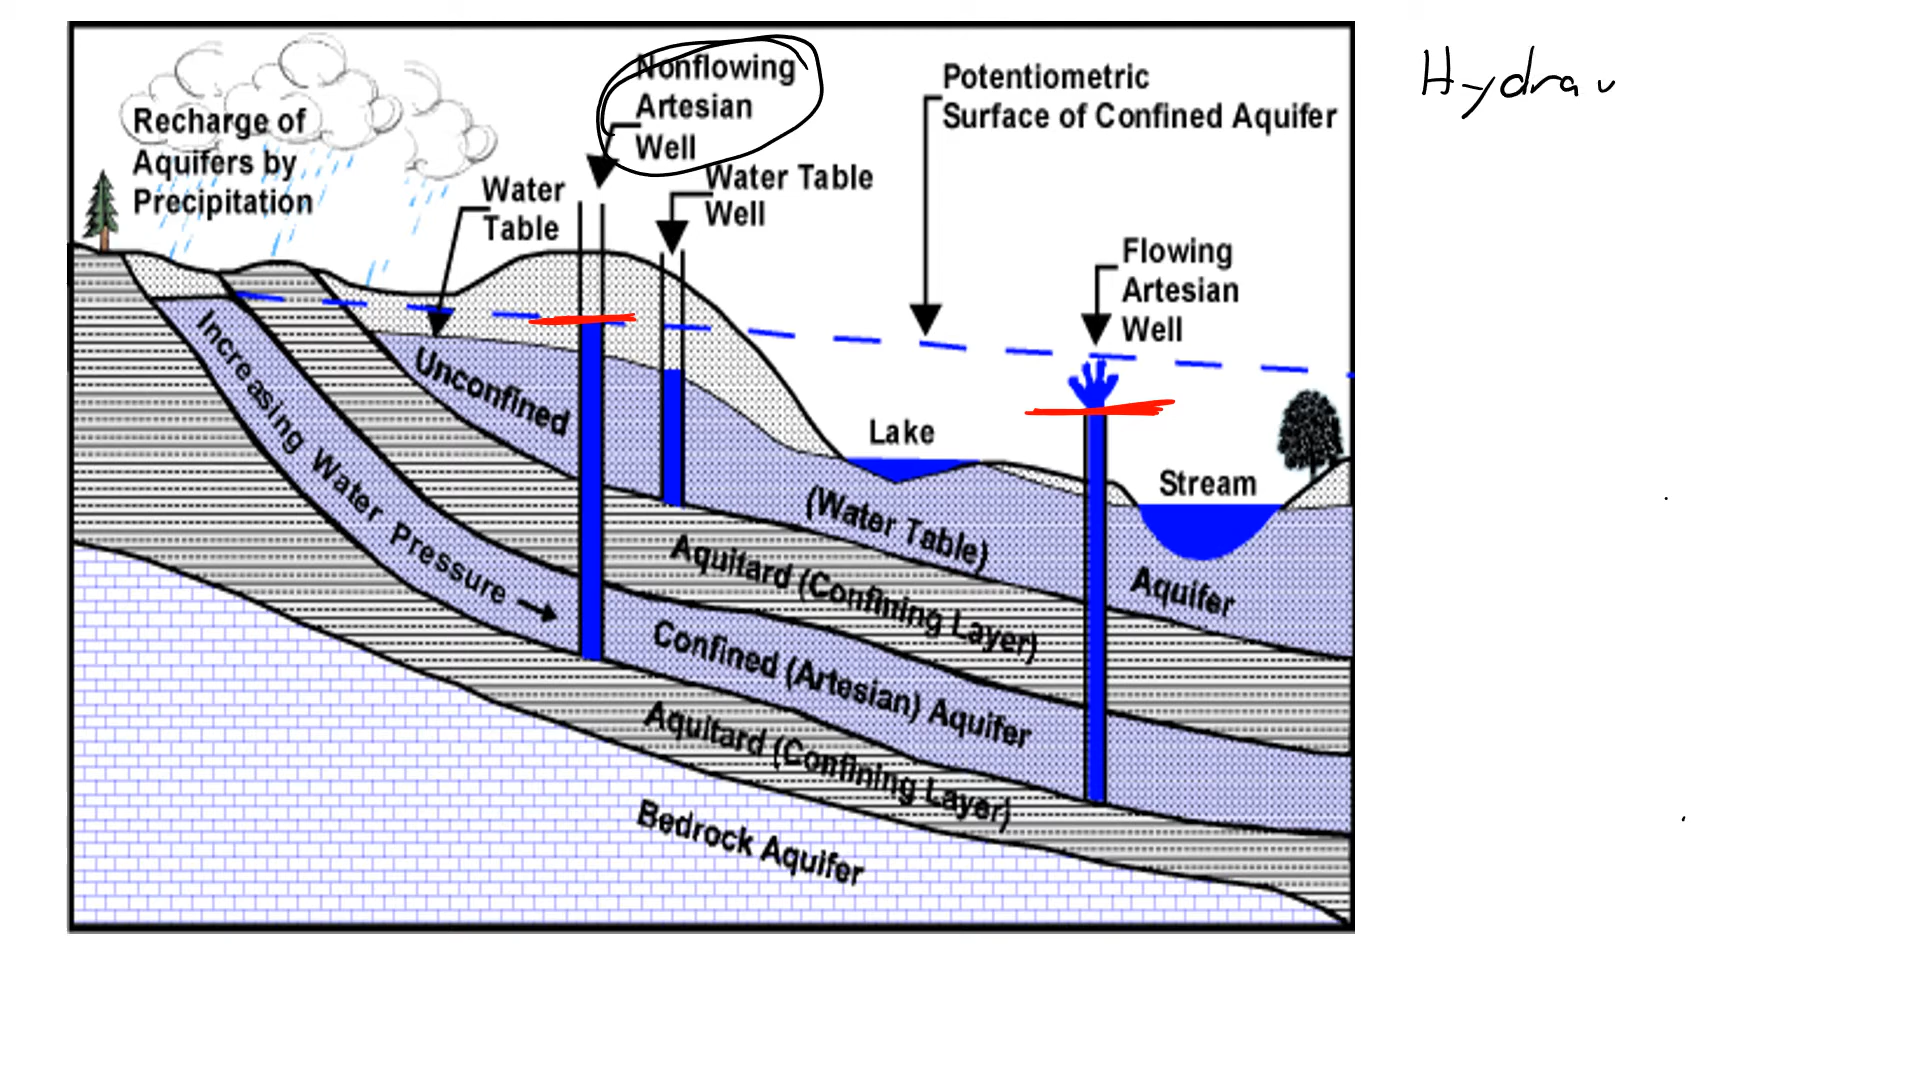 Recharge of
Aquifers by
Precipitation
Nonflowing
Artesian
Well
Water
Table
Water Table
Well
Potentiometric
Surface of Confined Aquifer
Flowing
Artesian
Well
Hydrau
Lake
Stream
Unconfined
(Water Table)
Aquifer
Increasing Water Pressure
Aquitard (Confining Layer)
Confined (Artesian) Aquifer
Aquitard (Confining Layer)
Bedrock Aquifer